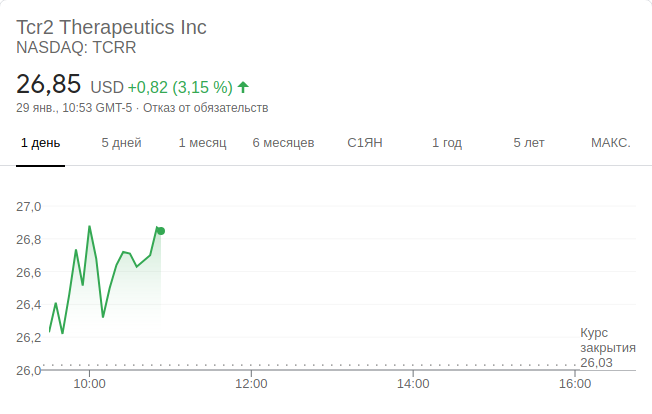 Tcr2 Therapeutics Inc
NASDAQ: TCRR
26,85 USD +0,82 (3,15 %)
29 янв., 10:53 GMT-5 · Отказ от обязательств
1 день 5 дней 1 месяц 6 месяцев С1ЯН 1 год 5 лет МАКС.
27,0
26,8
26,6
26,4
26,2
26,0
Курс
закрытия
26,03
10:00 12:00 14:00 16:00